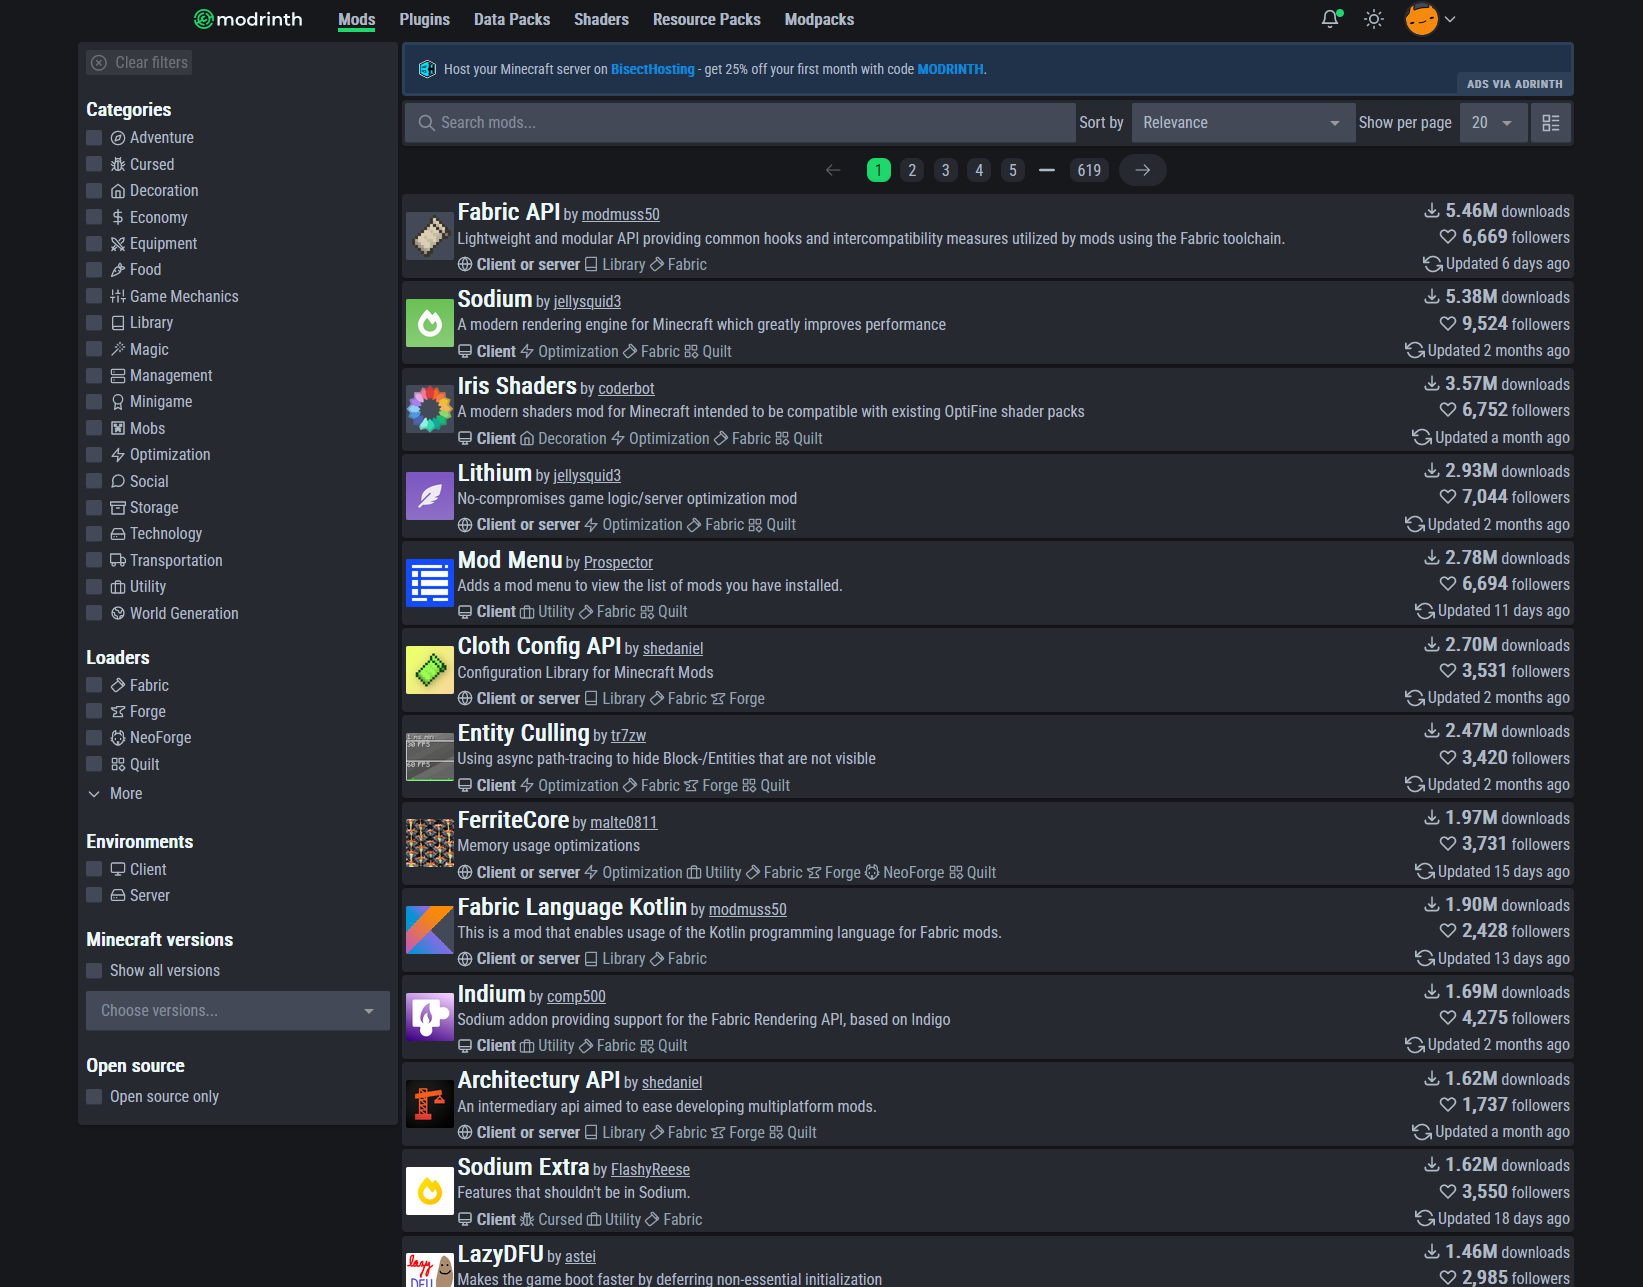 modrinth Mods Plugins Data Packs Shaders Resource Packs Modpacks
Clear filters
Categories
Adventure
Cursed
Decoration
Economy
Equipment
Food
Game Mechanics
Library
Magic
Management
Minigame
Mobs
Optimization
Social
Storage
Technology
Transportation
Utility
World Generation
Loaders
Fabric
Forge
NeoForge
Quilt
More
Environments
Client
Server
Minecraft versions
Show all versions
Choose versions...
Open source
Open source only
Host your Minecraft server on BisectHosting - get 25% off your first month with code MODRINTH.
ADS VIA ADRINTH
Search mods... Sort by Relevance Show per page 20
1 2 3 4 5 619
Fabric API by modmuss50
Lightweight and modular API providing common hooks and intercompatibility measures utilized by mods using the Fabric toolchain.
Client or server Library Fabric
5.46M downloads
6,669 followers
Updated 6 days ago
Sodium by jellysquid3
A modern rendering engine for Minecraft which greatly improves performance
Client Optimization Fabric Quilt
5.38M downloads
9,524 followers
Updated 2 months ago
Iris Shaders by coderbot
A modern shaders mod for Minecraft intended to be compatible with existing OptiFine shader packs
Client Decoration Optimization Fabric Quilt
3.57M downloads
6,752 followers
Updated a month ago
Lithium by jellysquid3
No-compromises game logic/server optimization mod
Client or server Optimization Fabric Quilt
2.93M downloads
7,044 followers
Updated 2 months ago
Mod Menu by Prospector
Adds a mod menu to view the list of mods you have installed.
Client Utility Fabric Quilt
2.78M downloads
6,694 followers
Updated 11 days ago
Cloth Config API by shedaniel
Configuration Library for Minecraft Mods
Client or server Library Fabric Forge
2.70M downloads
3,531 followers
Updated 2 months ago
30 FPS
60 FPS
Entity Culling by tr7zw
Using async path-tracing to hide Block-/Entities that are not visible
Client Optimization Fabric Forge Quilt
2.47M downloads
3,420 followers
Updated 2 months ago
FerriteCore by malte0811
Memory usage optimizations
Client or server Optimization Utility Fabric Forge NeoForge Quilt
1.97M downloads
3,731 followers
Updated 15 days ago
Fabric Language Kotlin by modmuss50
This is a mod that enables usage of the Kotlin programming language for Fabric mods.
Client or server Library Fabric
1.90M downloads
2,428 followers
Updated 13 days ago
Indium by comp500
Sodium addon providing support for the Fabric Rendering API, based on Indigo
Client Utility Fabric Quilt
1.69M downloads
4,275 followers
Updated 2 months ago
Architectury API by shedaniel
An intermediary api aimed to ease developing multiplatform mods.
Client or server Library Fabric Forge Quilt
1.62M downloads
1,737 followers
Updated a month ago
Sodium Extra by FlashyReese
Features that shouldn't be in Sodium.
Client Cursed Utility Fabric
1.62M downloads
3,550 followers
Updated 18 days ago
lazy
DFU
LazyDFU by astei
Makes the game boot faster by deferring non-essential initialization
1.46M downloads
2,985 followers